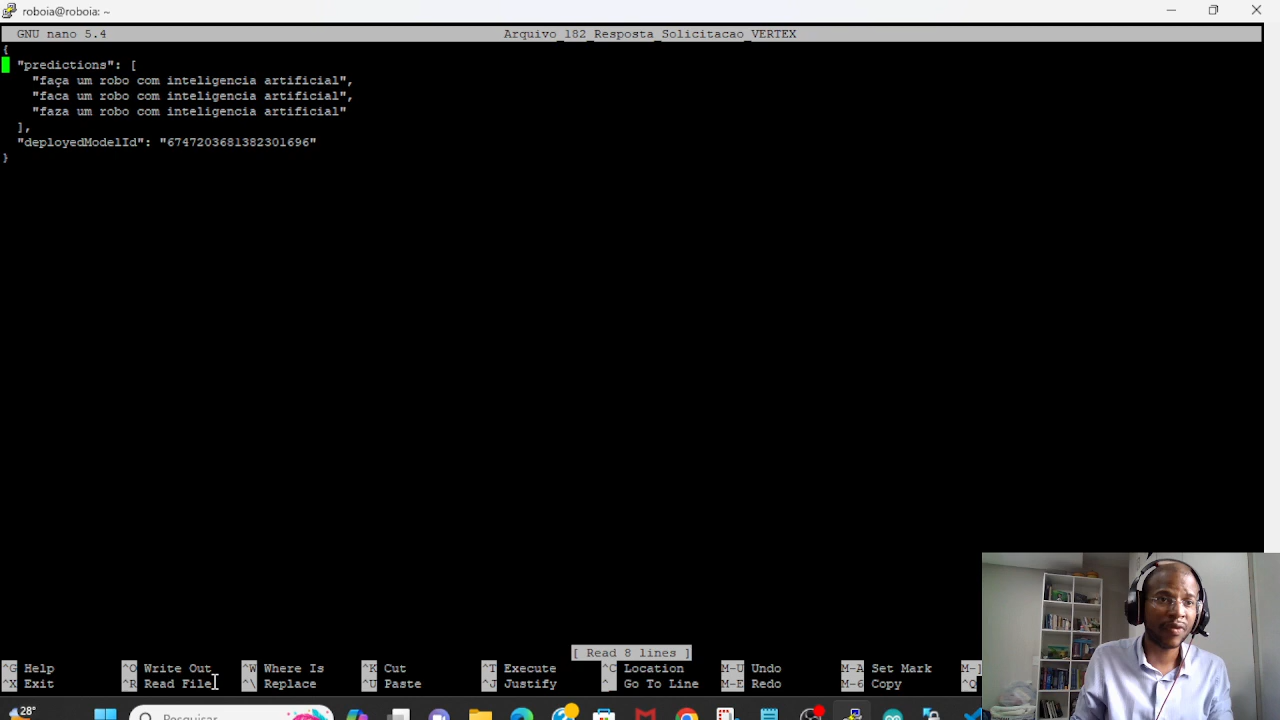 roboia@roboia: ~
GNU nano 5.4 Arquivo_182_Resposta_Solicitacao_VERTEX
{
"predictions": [
"faça um robo com inteligencia artificial",
"faca um robo com inteligencia artificial",
"faza um robo com inteligencia artificial"
],
"deployedModelId": "6747203681382301696"
}
[ Read 8 lines ]
^G Help ^O Write Out ^W Where Is ^K Cut ^T Execute ^C Location M-U Undo M-A Set Mark M-]
^X Exit ^R Read File ^\ Replace ^U Paste ^J Justify ^_ Go To Line M-E Redo M-6 Copy ^Q
28° Pesquisar